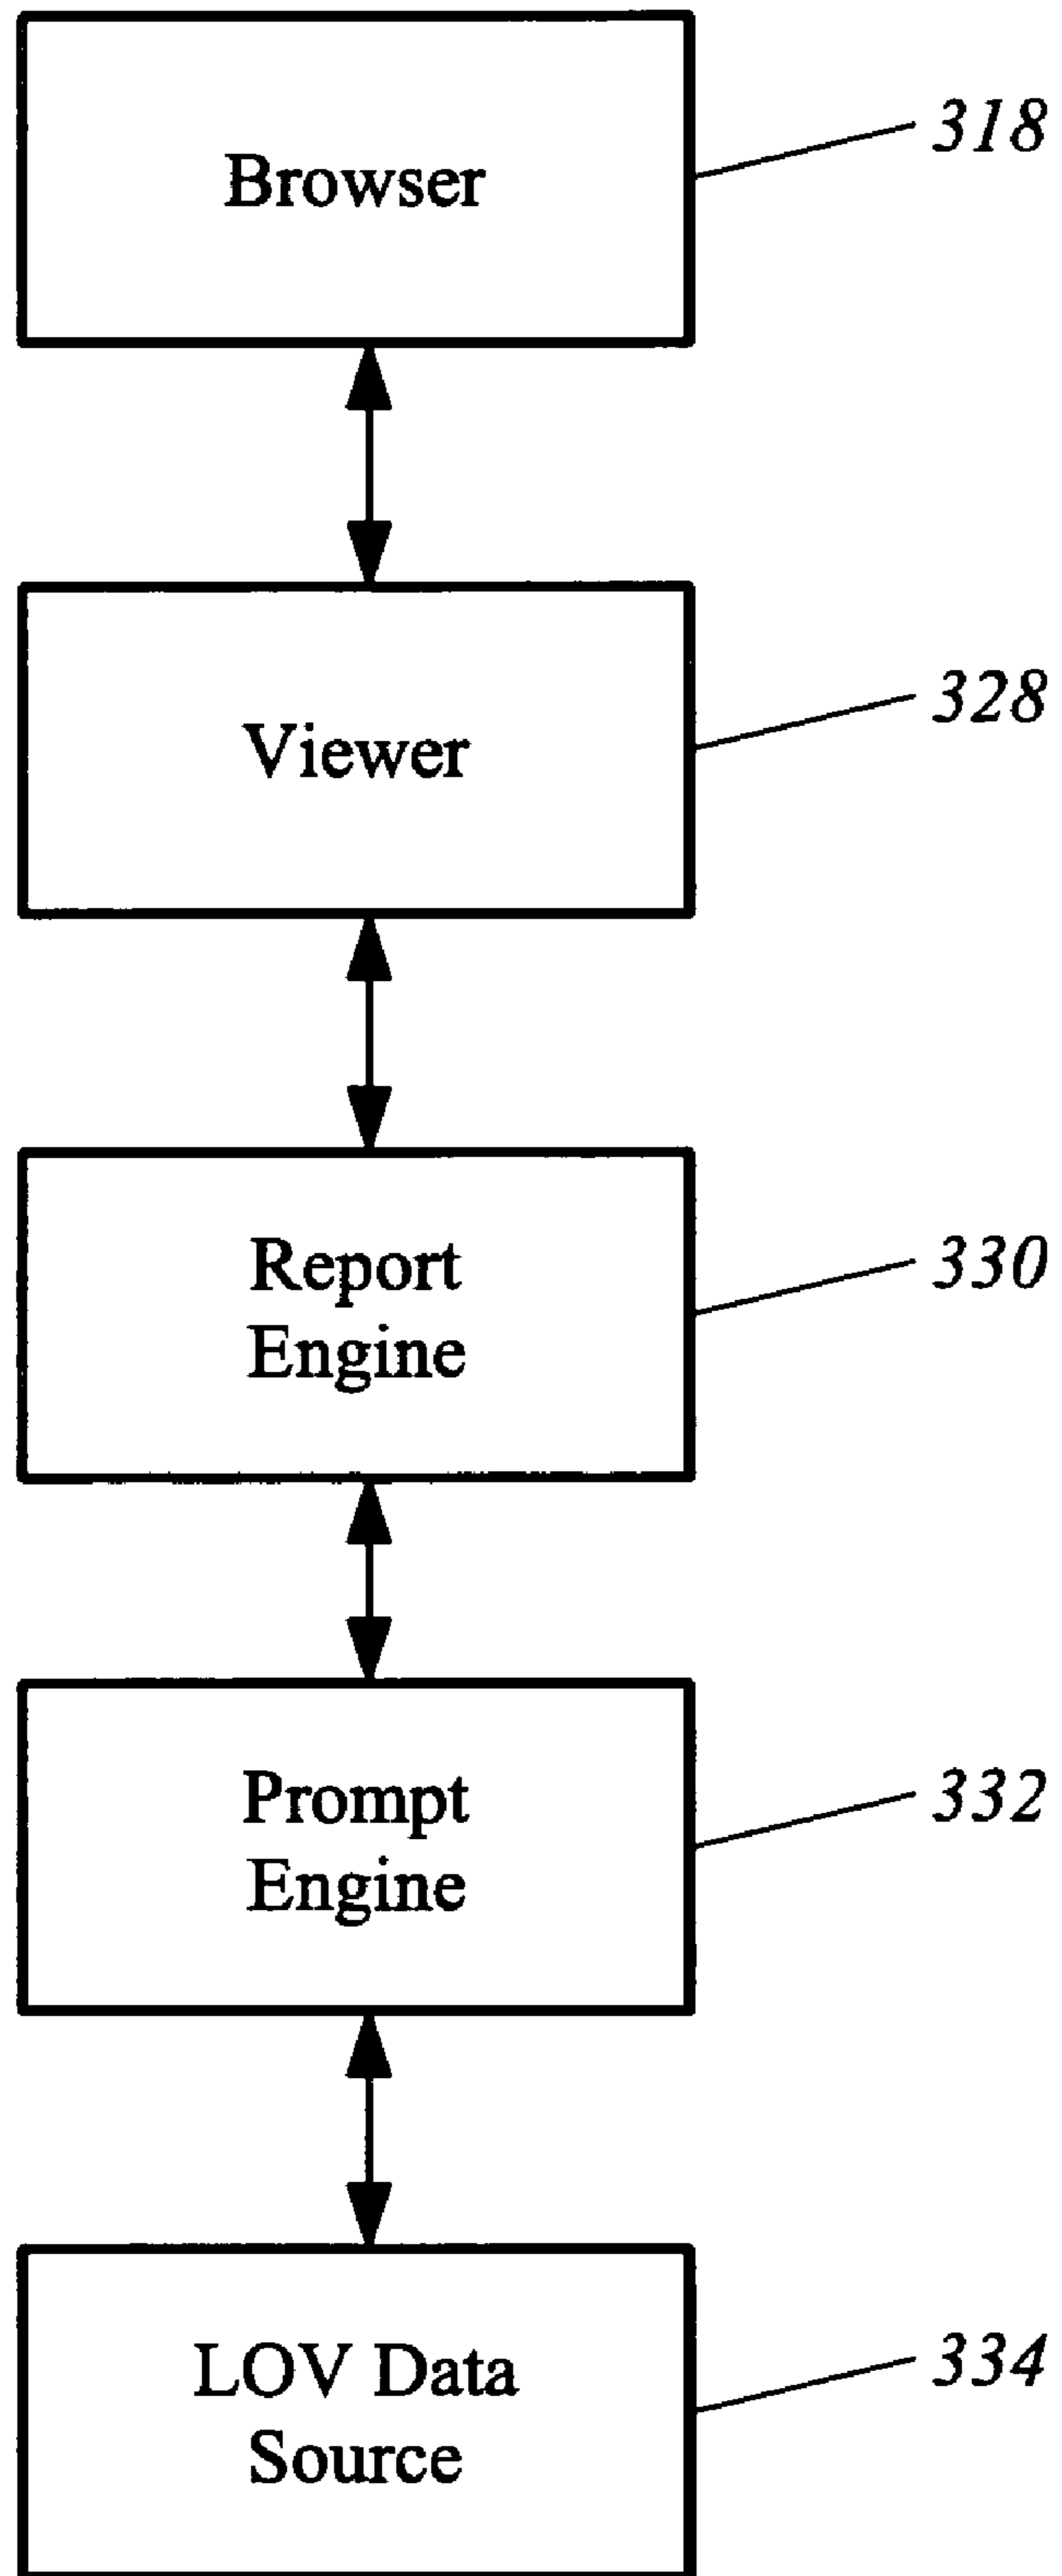 Browser
318
Viewer
328
Report
Engine
330
Prompt
Engine
332
LOV Data
Source
334